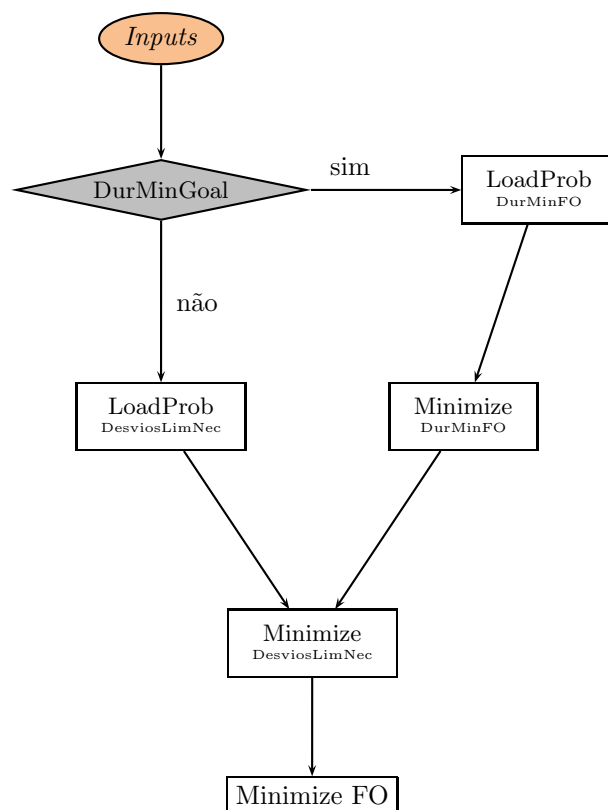 Inputs
DurMinGoal
sim
LoadProb
DurMinFO
não
LoadProb
DesviosLimNec
Minimize
DurMinFO
Minimize
DesviosLimNec
Minimize FO